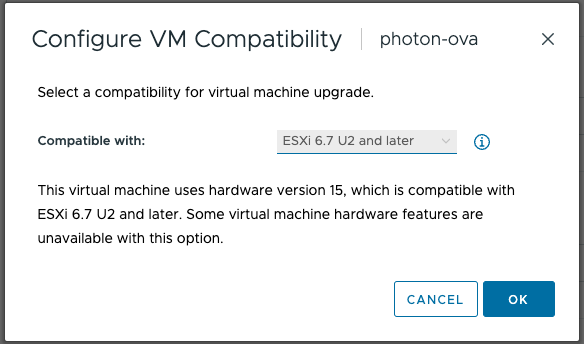 Configure VM Compatibility photon-ova
Select a compatibility for virtual machine upgrade.
Compatible with: ESXi 6.7 U2 and later
This virtual machine uses hardware version 15, which is compatible with
ESXi 6.7 U2 and later. Some virtual machine hardware features are
unavailable with this option.
CANCEL OK